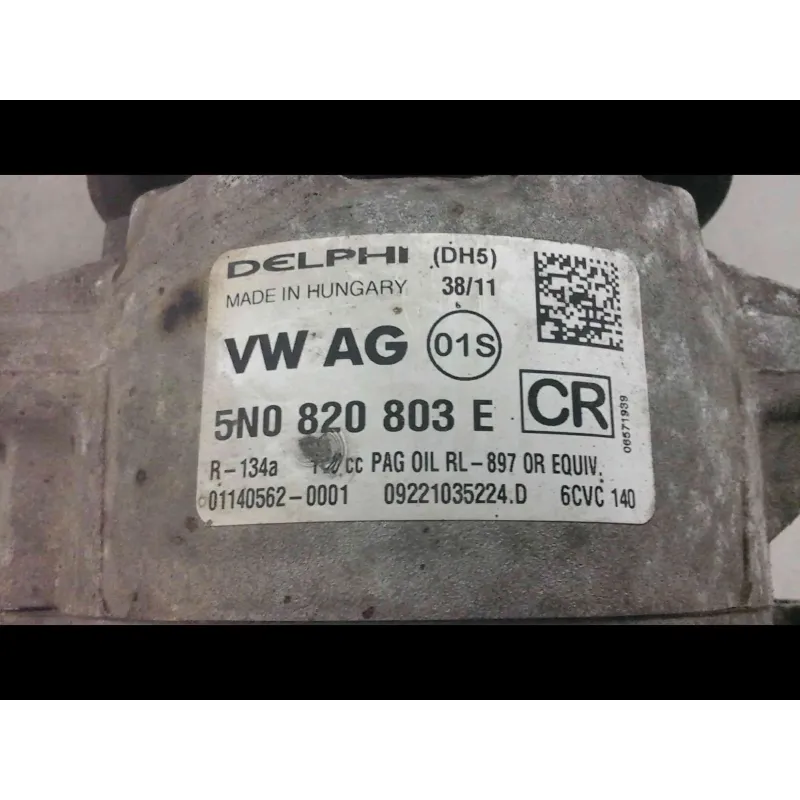 DELPHI (DH5)
MADE IN HUNGARY 38/11
VW AG 01S
5N0 820 803 E CR
06571939
R-134a cc PAG OIL RL-897 OR EQUIV.
01140562-0001 09221035224.D 6CVC 140